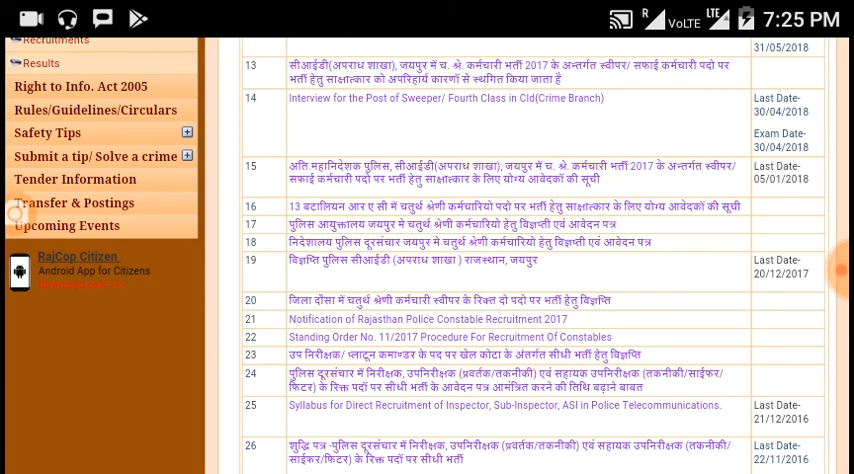 R VoLTE LTE 7:25 PM
Recruitments
Results
Right to Info. Act 2005
Rules/Guidelines/Circulars
Safety Tips
Submit a tip/ Solve a crime
Tender Information
Transfer & Postings
Upcoming Events
RajCop Citizen
Android App for Citizens
31/05/2018
13 सीआईडी(अपराध शाखा), जयपुर में च. श्रे. कर्मचारी भर्ती 2017 के अन्तर्गत स्वीपर/ सफाई कर्मचारी पदो पर
भर्ती हेतु साक्षात्कार को अपरिहार्य कारणों से स्थगित किया जाता है
14 Interview for the Post of Sweeper/ Fourth Class in CId(Crime Branch) Last Date-
30/04/2018
Exam Date-
30/04/2018
15 अति.महानिदेशक पुलिस, सीआईडी(अपराध शाखा), जयपुर में च. श्रे. कर्मचारी भर्ती 2017 के अन्तर्गत स्वीपर/ Last Date-
सफाई कर्मचारी पदो पर भर्ती हेतु साक्षात्कार के लिए योग्य आवेदकों की सूची 05/01/2018
16 13 बटालियन आर ए सी में चतुर्थ श्रेणी कर्मचारियो पदो पर भर्ती हेतु साक्षात्कार के लिए योग्य आवेदकों की सूची
17 पुलिस आयुक्तालय जयपुर मे चतुर्थ श्रेणी कर्मचारियो हेतु विज्ञप्ती एवं आवेदन पत्र
18 निदेशालय पुलिस दूरसंचार जयपुर मे चतुर्थ श्रेणी कर्मचारियो हेतु विज्ञप्ती एवं आवेदन पत्र
19 विज्ञप्ति पुलिस सीआईडी (अपराध शाखा ) राजस्थान, जयपुर Last Date-
20/12/2017
20 जिला दौसा में चतुर्थ श्रेणी कर्मचारी स्वीपर के रिक्त दो पदो पर भर्ती हेतु विज्ञप्ति
21 Notification of Rajasthan Police Constable Recruitment 2017
22 Standing Order No. 11/2017 Procedure For Recruitment Of Constables
23 उप निरीक्षक/ प्लाटून कमाण्डर के पद पर खेल कोटा के अंतर्गत सीधी भर्ती हेतु विज्ञप्ति
24 पुलिस दूरसंचार में निरीक्षक, उपनिरीक्षक (प्रवर्तक/तकनीकी) एवं सहायक उपनिरीक्षक (तकनीकी/साईफर/
फिटर) के रिक्त पदों पर सीधी भर्ती के आवेदन पत्र आमंत्रित करने की तिथि बढ़ाने बाबत
25 Syllabus for Direct Recruitment of Inspector, Sub-Inspector, ASI in Police Telecommunications. Last Date-
21/12/2016
26 शुद्धि पत्र -पुलिस दूरसंचार में निरीक्षक, उपनिरीक्षक (प्रवर्तक/तकनीकी) एवं सहायक उपनिरीक्षक (तकनीकी/ Last Date-
साईफर/फिटर) के रिक्त पदों पर सीधी भर्ती 22/11/2016